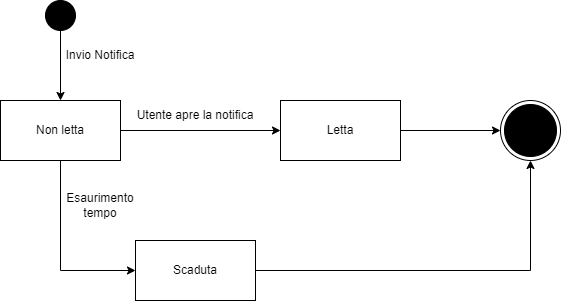 Invio Notifica
Non letta
Utente apre la notifica
Letta
Esaurimento
tempo
Scaduta